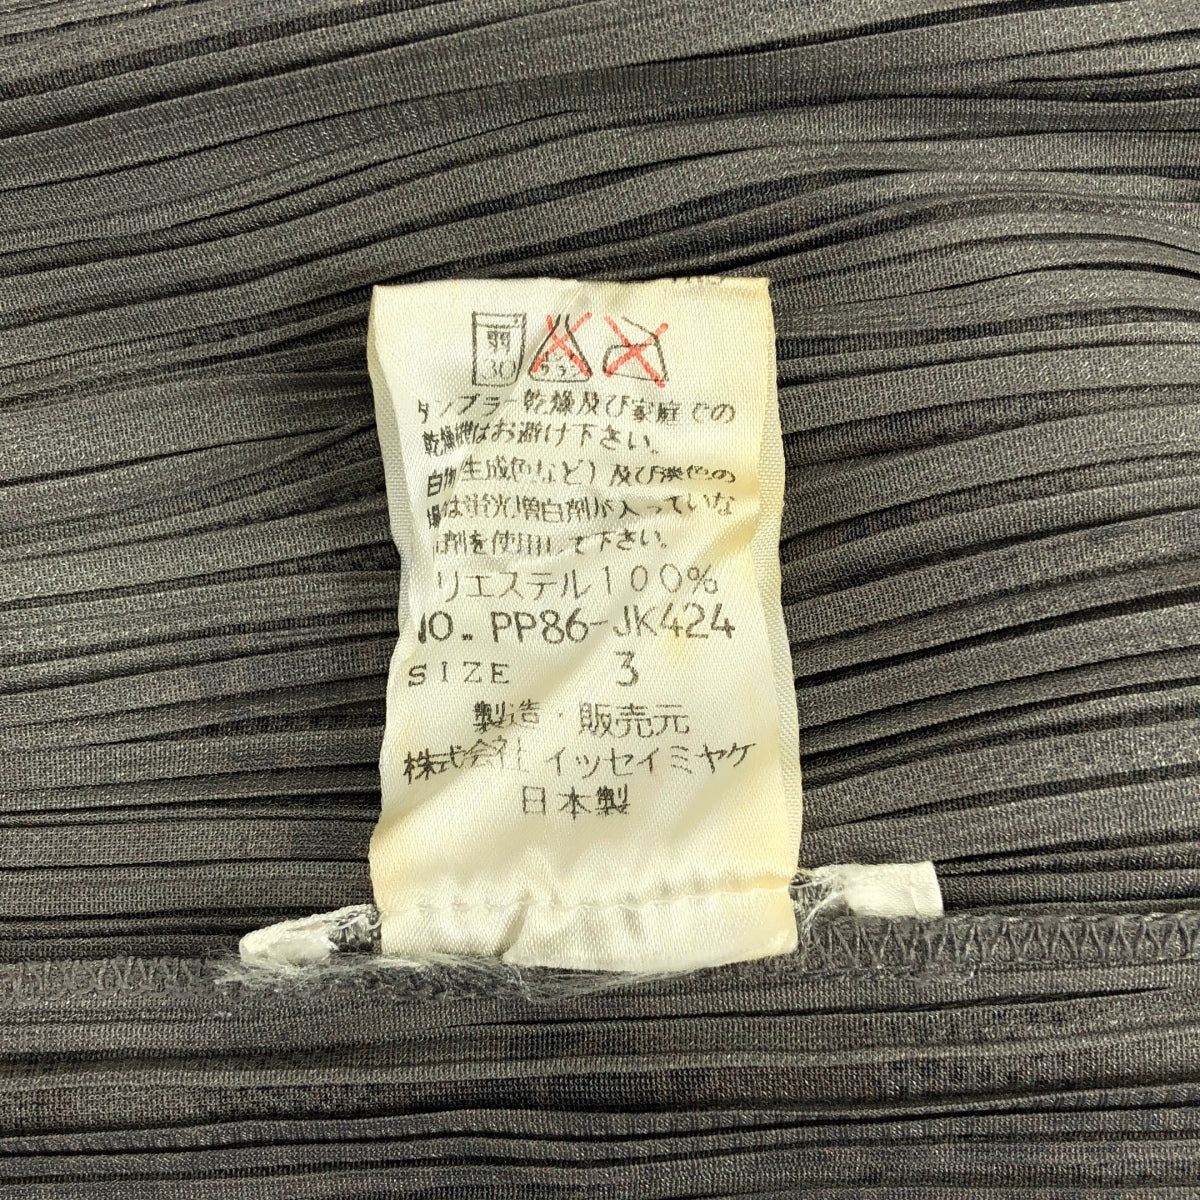 弱
30
タンブラー乾燥及び家庭での
乾燥機はお避け下さい。
白物(生成色など)及び淡色の
場合は蛍光増白剤が入っていな
洗剤を使用して下さい。
リエステル100%
NO. PP86-JK424
SIZE 3
製造・販売元
株式会社イッセイミヤケ
日本製